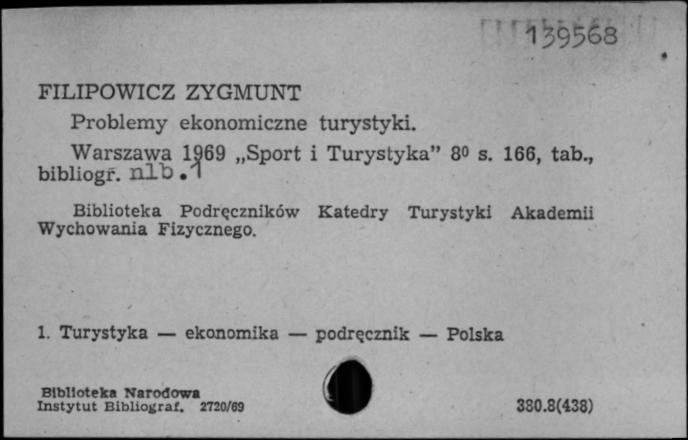 139568
FILIPOWICZ ZYGMUNT
Problemy ekonomiczne turystyki.
Warszawa 1969 „Sport i Turystyka” 8⁰ s. 166, tab.,
bibliogr. nlb.1
Biblioteka Podręczników Katedry Turystyki Akademii
Wychowania Fizycznego.
1. Turystyka — ekonomika — podręcznik — Polska
Biblioteka Narodowa
Instytut Bibliograf. 2720/69
380.8(438)